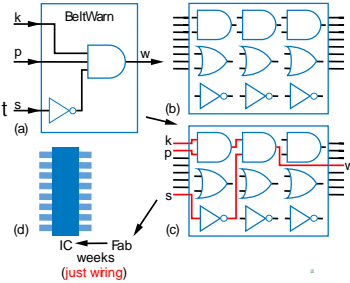 BeltWarn
k
w
p
t s
(a)
(b)
k
p
w
s
(d)
(c)
IC Fab
weeks
(just wiring)